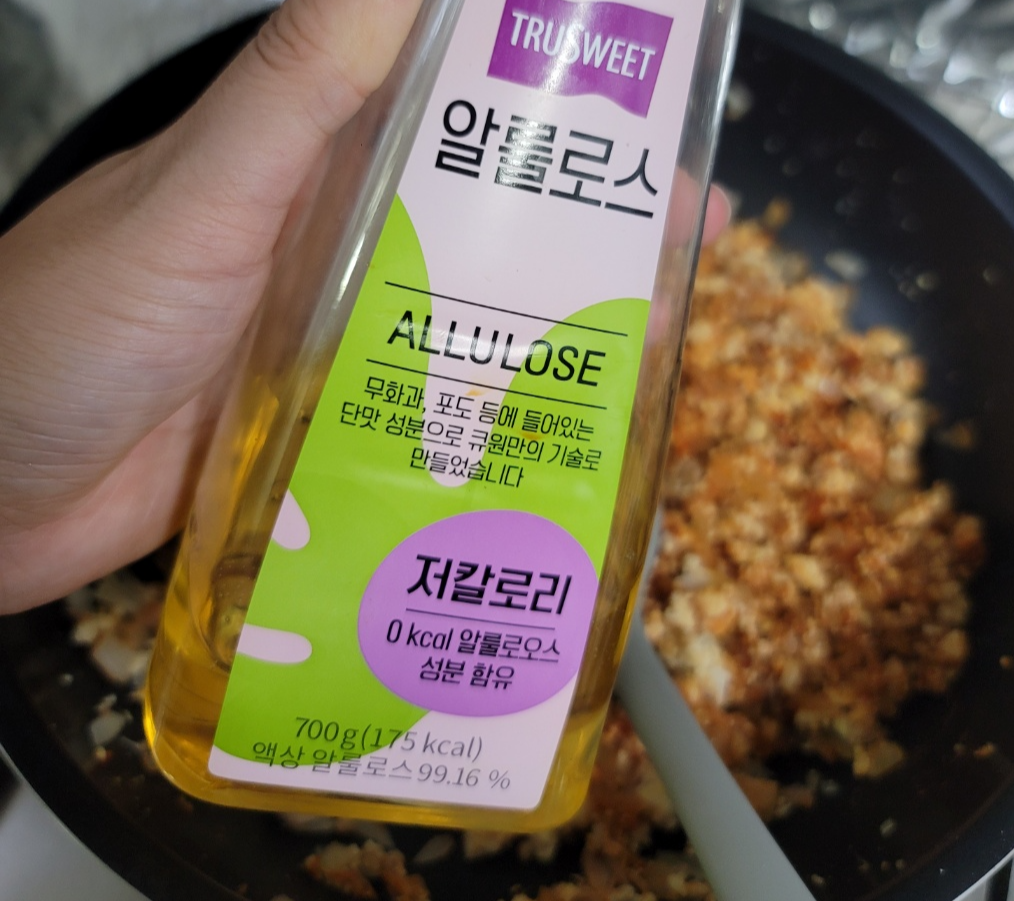 TRUSWEET
알룰로스
ALLULOSE
무화과, 포도 등에 들어있는
단맛 성분으로 큐원만의 기술로
만들었습니다
저칼로리
0 kcal 알룰로오스
성분 함유
700g(175 kcal)
액상 알룰로스 99.16 %